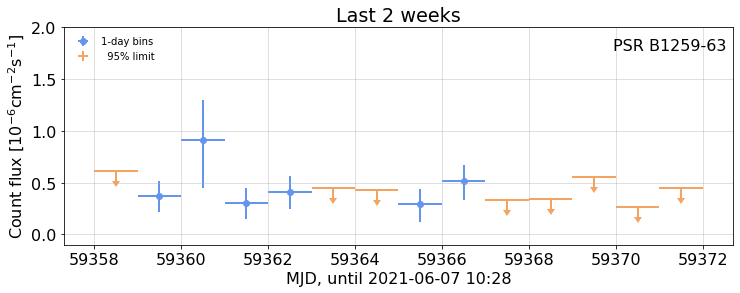 Last 2 weeks
PSR B1259-63
1-day bins
95% limit
Count flux [10⁻⁶cm⁻²s⁻¹]
2.0
1.5
1.0
0.5
0.0
59358 59360 59362 59364 59366 59368 59370 59372
MJD, until 2021-06-07 10:28